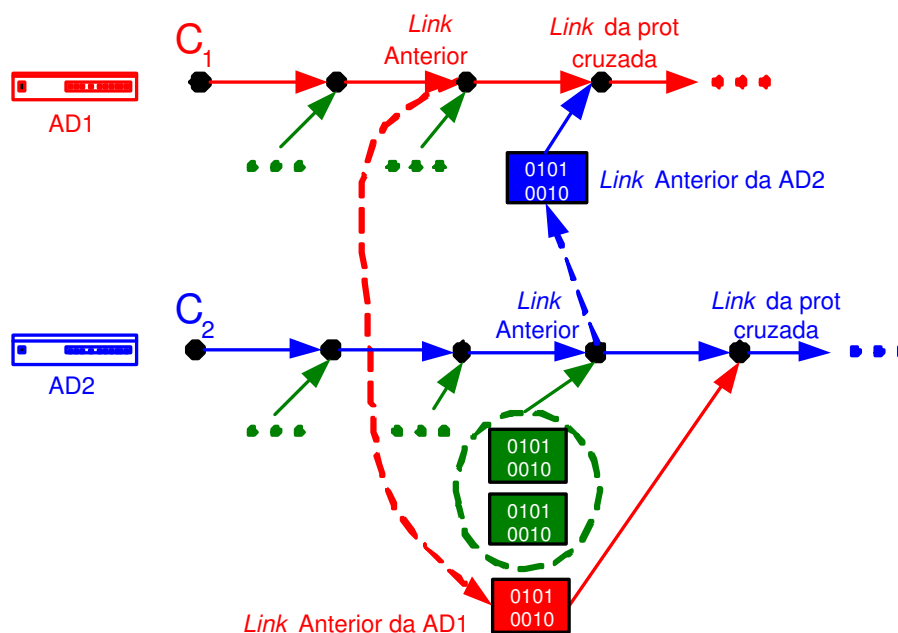 C1
Link
Anterior
Link da prot
cruzada
AD1
0101
0010
Link Anterior da AD2
C2
Link
Anterior
Link da prot
cruzada
AD2
0101
0010
0101
0010
0101
0010
Link Anterior da AD1